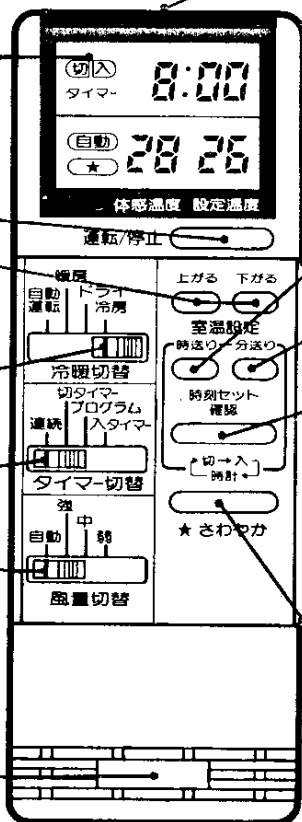 切 入 8:00
タイマー
自動 28 26
★
体感温度 設定温度
運転/停止
暖房
自動運転 ドライ 冷房
冷暖切替
上がる 下がる
室温設定
時送り 分送り
時刻セット
確認
切タイマー
プログラム
連続 入タイマー
タイマー切替
切→入
時計
★ さわやか
強
中
自動 弱
風量切替